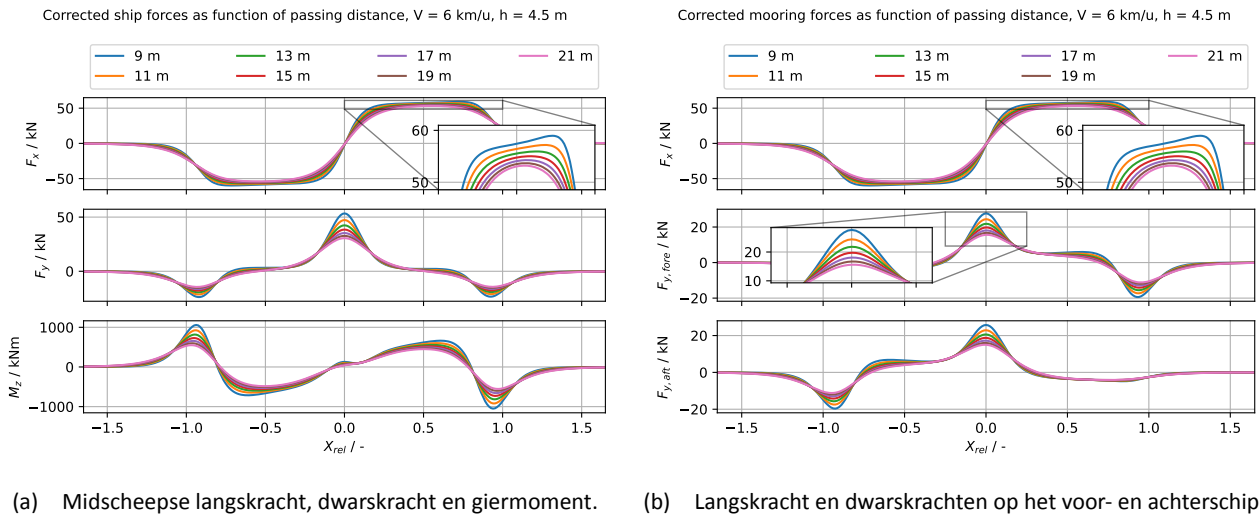 Corrected ship forces as function of passing distance, V = 6 km/u, h = 4.5 m
9 m 13 m 17 m 21 m
11 m 15 m 19 m
50
0
−50
F_x / kN
60
50
50
0
F_y / kN
1000
0
−1000
M_z / kNm
−1.5 −1.0 −0.5 0.0 0.5 1.0 1.5
X_rel / -
(a) Midscheepse langskracht, dwarskracht en giermoment.
Corrected mooring forces as function of passing distance, V = 6 km/u, h = 4.5 m
9 m 13 m 17 m 21 m
11 m 15 m 19 m
50
0
−50
F_x / kN
60
50
20
0
−20
F_y, fore / kN
20
10
20
0
−20
F_y, aft / kN
−1.5 −1.0 −0.5 0.0 0.5 1.0 1.5
X_rel / -
(b) Langskracht en dwarskrachten op het voor- en achterschip